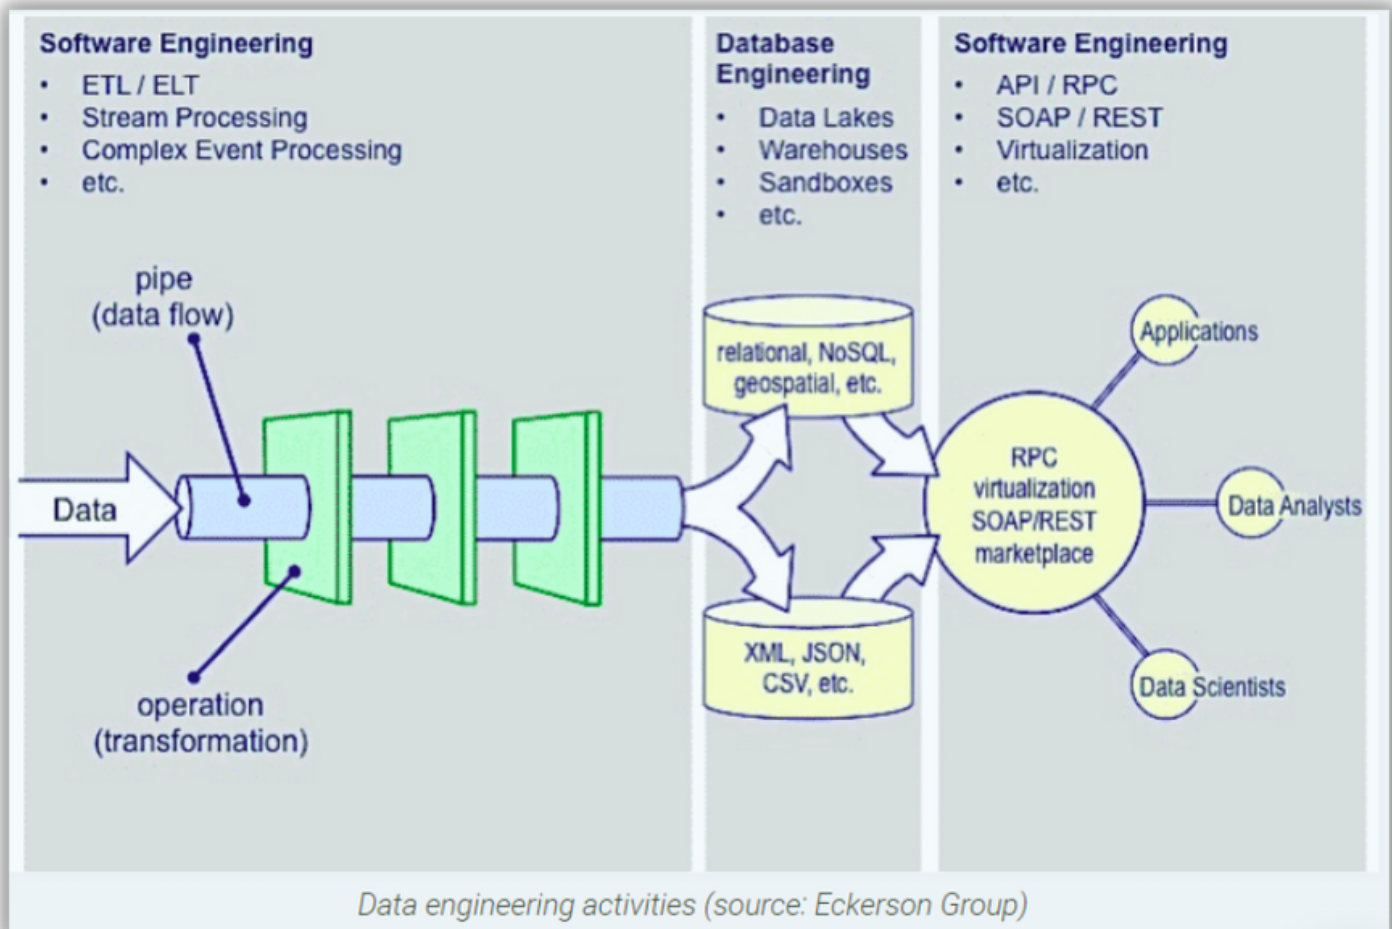 Software Engineering
• ETL / ELT
• Stream Processing
• Complex Event Processing
• etc.
Database
Engineering
• Data Lakes
• Warehouses
• Sandboxes
• etc.
Software Engineering
• API / RPC
• SOAP / REST
• Virtualization
• etc.
pipe
(data flow)
Data
operation
(transformation)
relational, NoSQL,
geospatial, etc.
XML, JSON,
CSV, etc.
RPC
virtualization
SOAP/REST
marketplace
Applications
Data Analysts
Data Scientists
Data engineering activities (source: Eckerson Group)